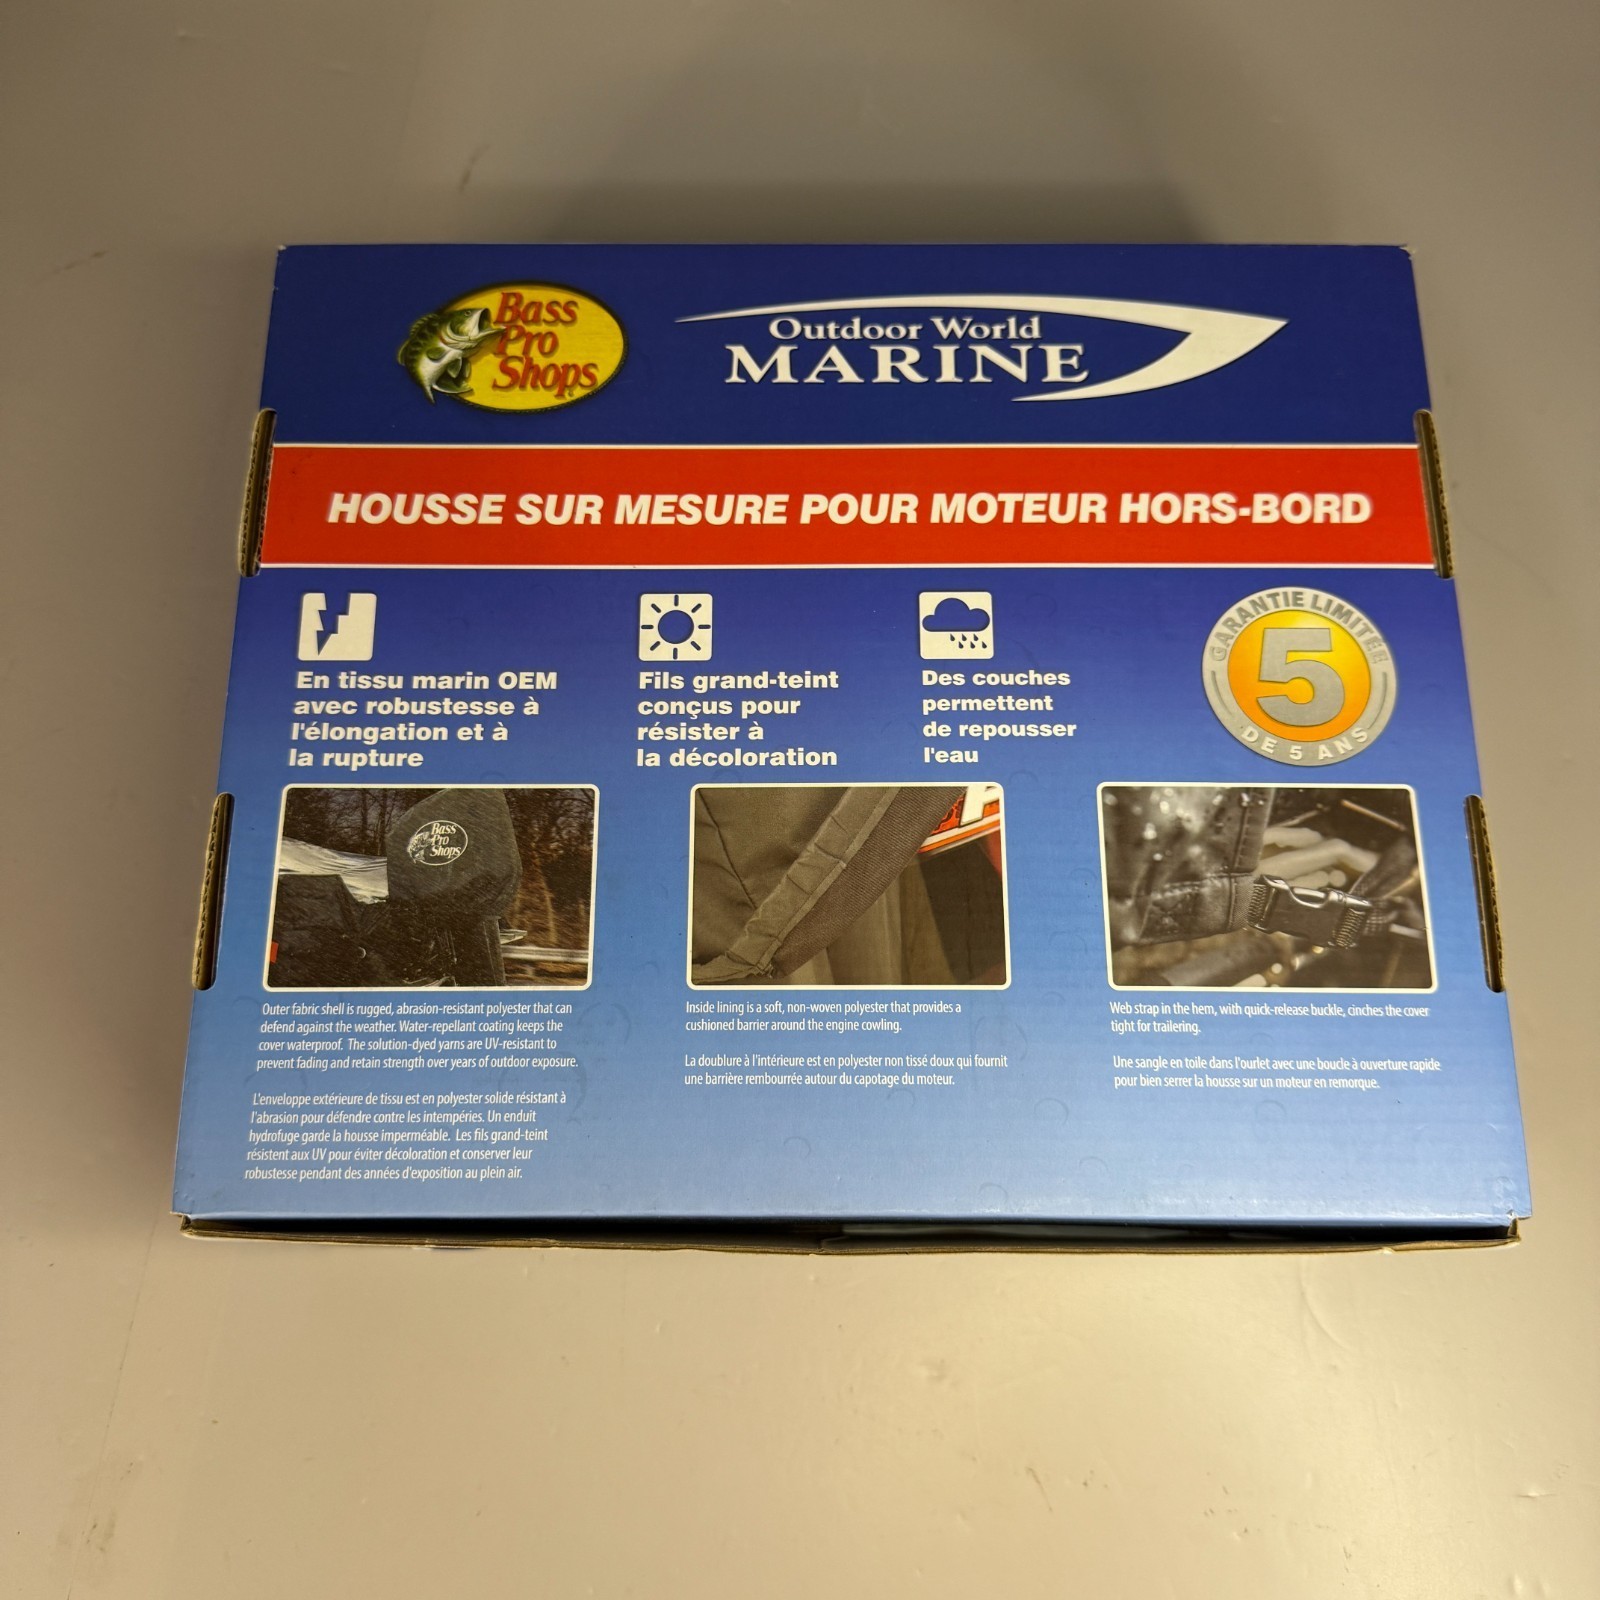 Bass
Pro
Shops
Outdoor World
MARINE
HOUSSE SUR MESURE POUR MOTEUR HORS-BORD
En tissu marin OEM
avec robustesse à
l'élongation et à
la rupture
Fils grand-teint
conçus pour
résister à
la décoloration
Des couches
permettent
de repousser
l'eau
GARANTIE LIMITÉE
5
DE 5 ANS
Bass
Pro
Shops
Outer fabric shell is rugged, abrasion-resistant polyester that can
defend against the weather. Water-repellant coating keeps the
cover waterproof. The solution-dyed yarns are UV-resistant to
prevent fading and retain strength over years of outdoor exposure.
L'enveloppe extérieure de tissu est en polyester solide résistant à
l'abrasion pour défendre contre les intempéries. Un enduit
hydrofuge garde la housse imperméable. Les fils grand-teint
résistent aux UV pour éviter décoloration et conserver leur
robustesse pendant des années d'exposition au plein air.
Inside lining is a soft, non-woven polyester that provides a
cushioned barrier around the engine cowling.
La doublure à l'intérieure est en polyester non tissé doux qui fournit
une barrière rembourrée autour du capotage du moteur.
Web strap in the hem, with quick-release buckle, cinches the cover
tight for trailering.
Une sangle en toile dans l'ourlet avec une boucle à ouverture rapide
pour bien serrer la housse sur un moteur en remorque.